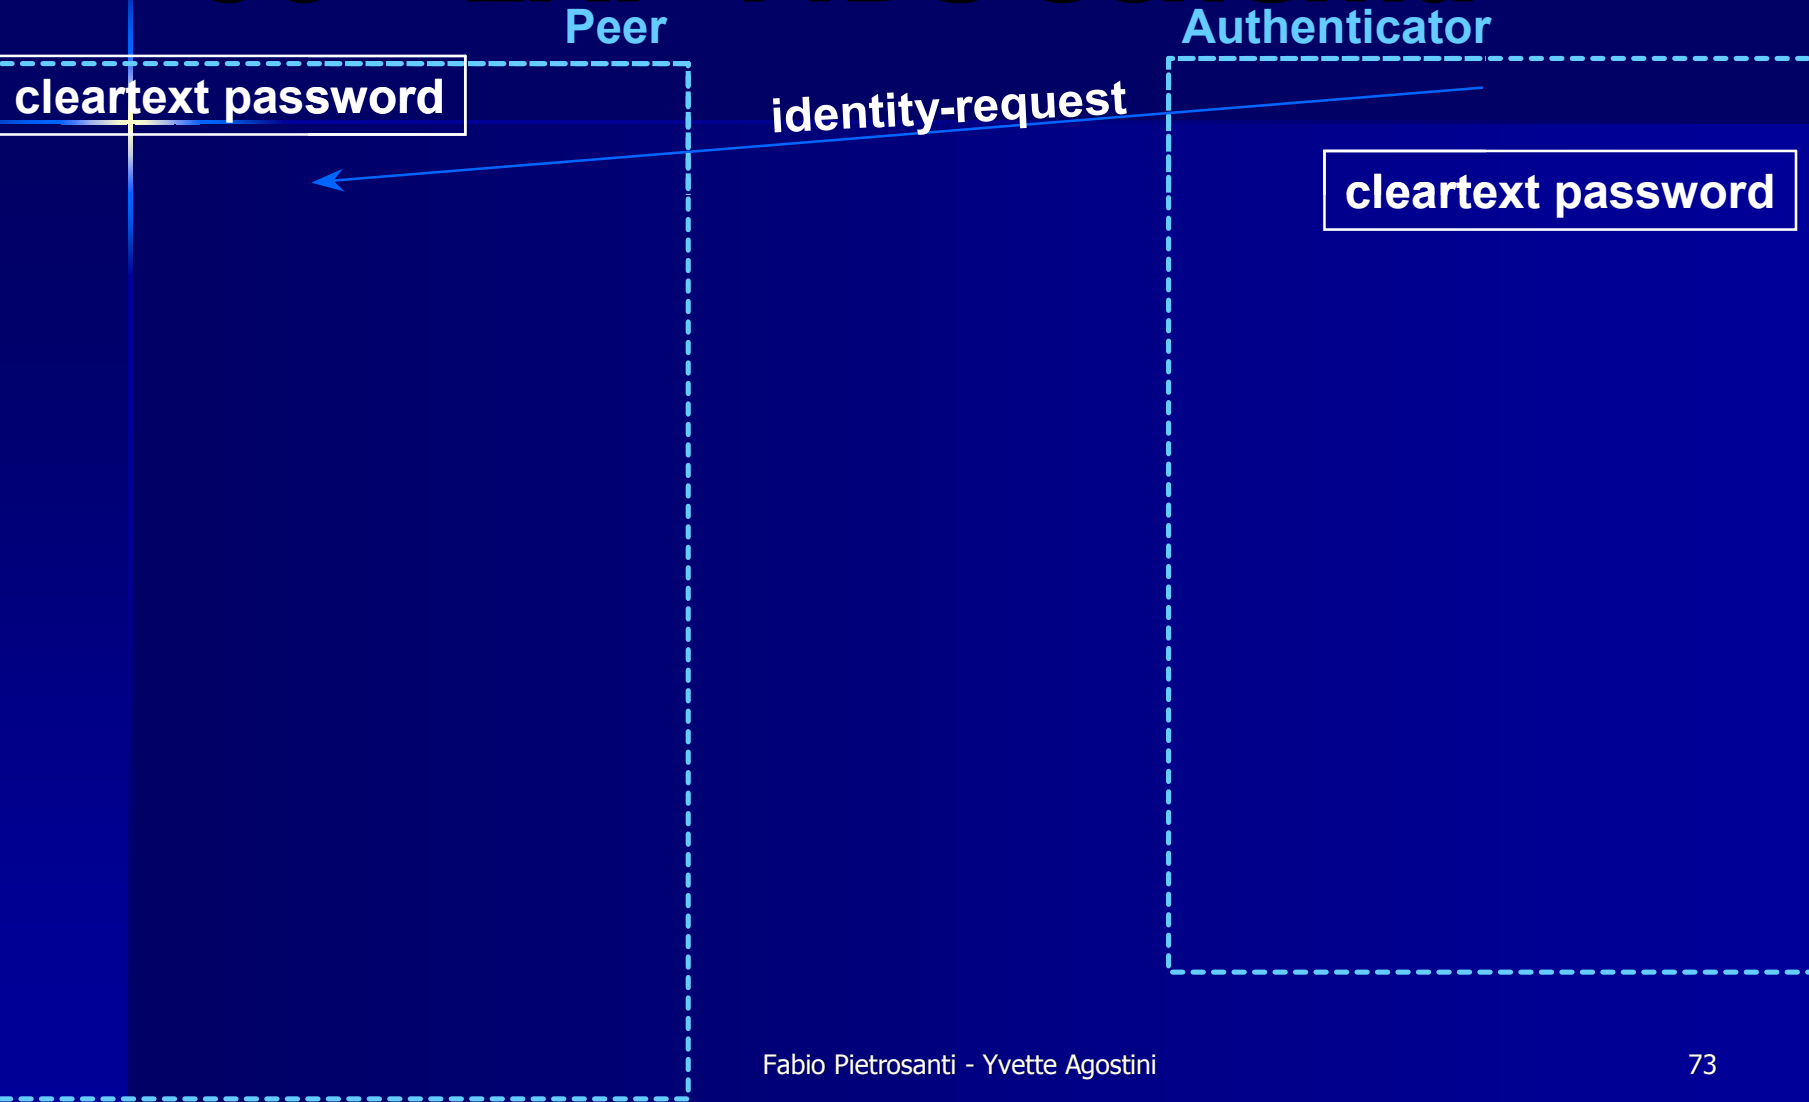 Peer
Authenticator
cleartext password
identity-request
cleartext password
Fabio Pietrosanti - Yvette Agostini
73